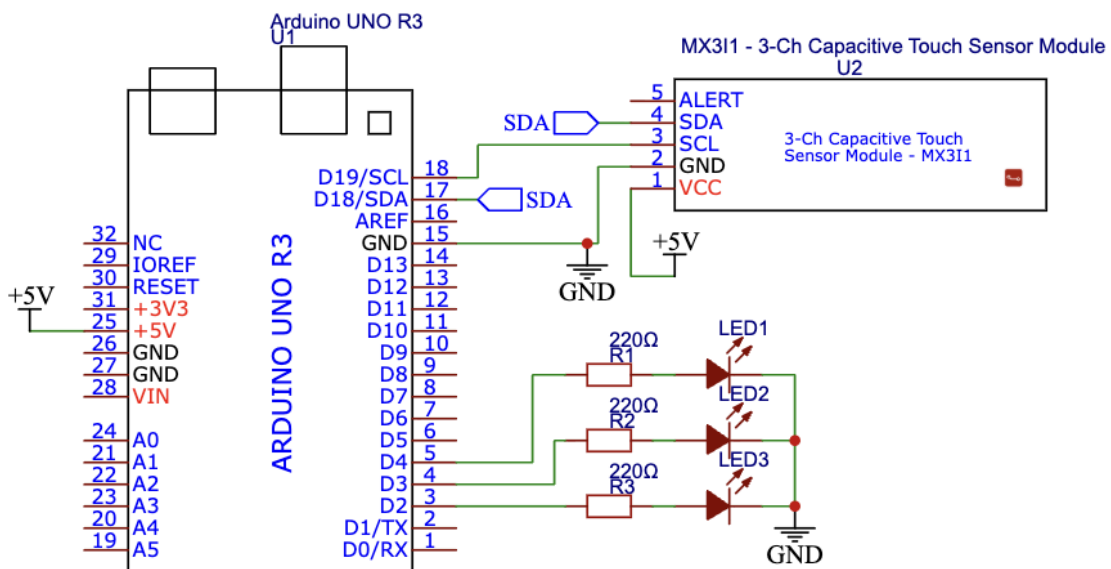 Arduino UNO R3
U1
MX3I1 - 3-Ch Capacitive Touch Sensor Module
U2
5 ALERT
4 SDA
3 SCL
2 GND
1 VCC
3-Ch Capacitive Touch
Sensor Module - MX3I1
SDA
+5V
GND
D19/SCL 18
D18/SDA 17
SDA
AREF 16
GND 15
D13 14
D12 13
D11 12
D10 11
D9 10
D8 9
D7 8
D6 7
D5 6
D4 5
D3 4
D2 3
D1/TX 2
D0/RX 1
ARDUINO UNO R3
32 NC
29 IOREF
30 RESET
31 +3V3
+5V
25 +5V
26 GND
27 GND
28 VIN
24 A0
21 A1
22 A2
23 A3
20 A4
19 A5
220Ω
R1
LED1
220Ω
R2
LED2
220Ω
R3
LED3
GND